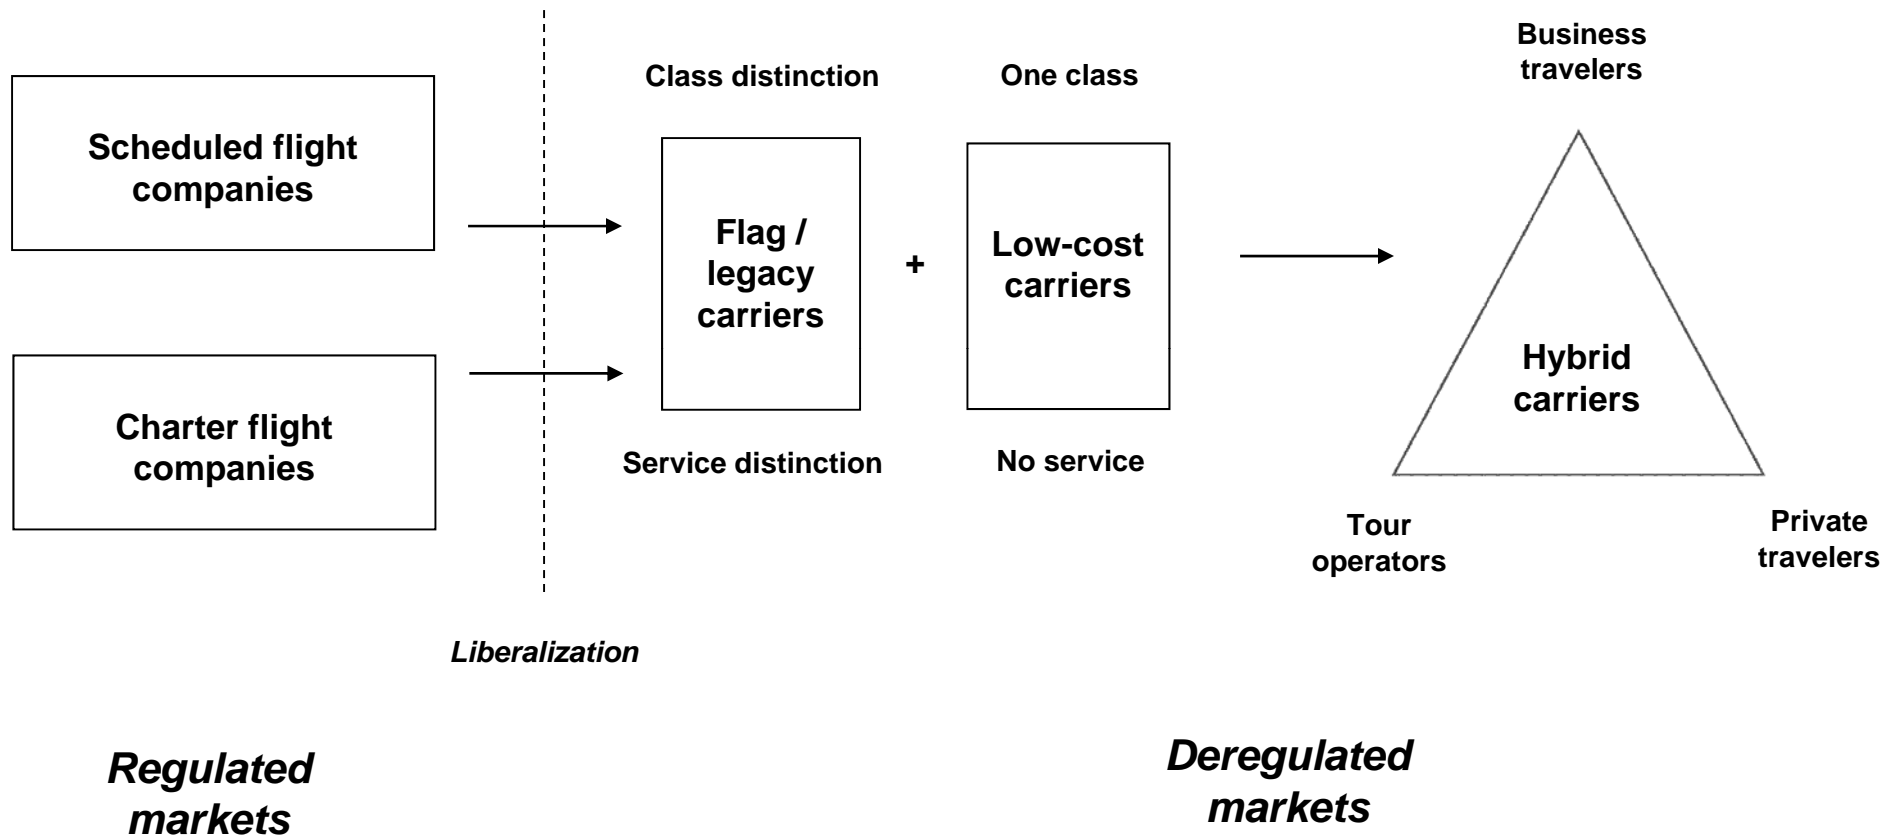 Scheduled flight
companies
Charter flight
companies
Liberalization
Class distinction
Flag /
legacy
carriers
Service distinction
+
One class
Low-cost
carriers
No service
Business
travelers
Hybrid
carriers
Tour
operators
Private
travelers
Regulated
markets
Deregulated
markets